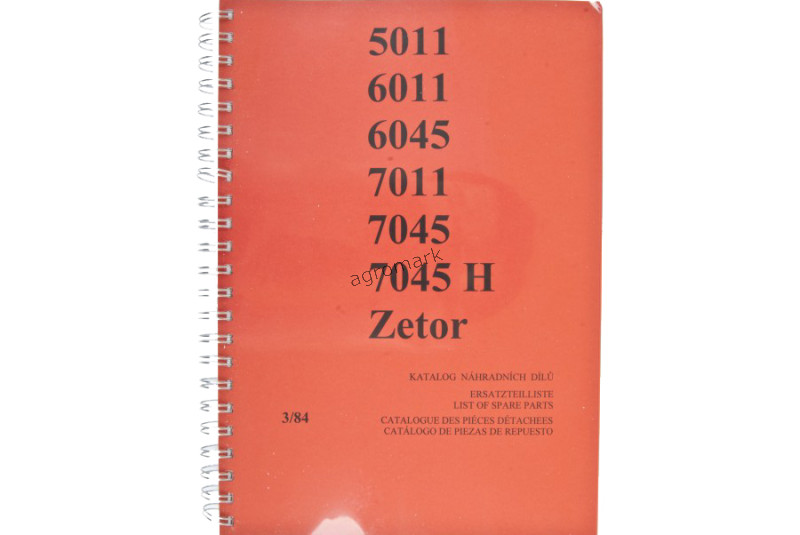 5011
6011
6045
7011
7045
7045 H
Zetor
agromark
KATALOG NÁHRADNÍCH DÍLŮ
ERSATZTEILLISTE
LIST OF SPARE PARTS
3/84
CATALOGUE DES PIÉCES DÉTACHEES
CATÁLOGO DE PIEZAS DE REPUESTO